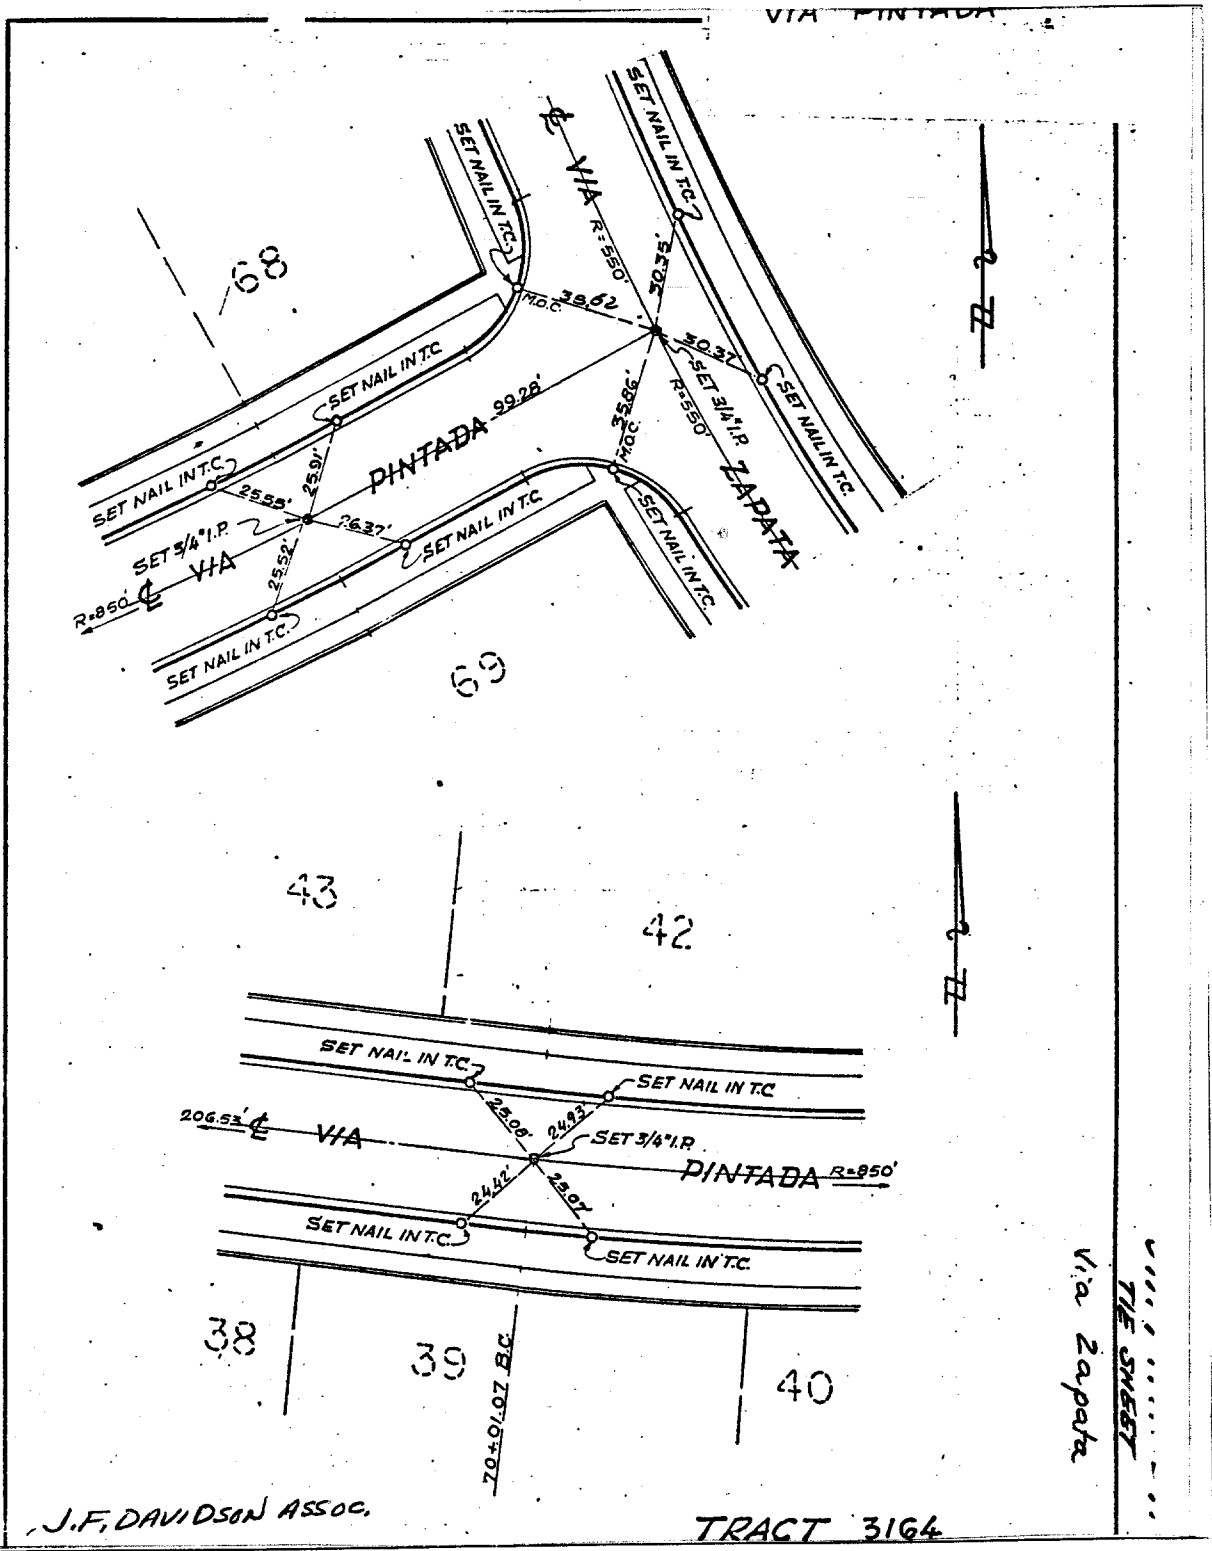 VIA PINTADA
SET NAIL IN T.C.
SET NAIL IN T.C.
℄ VIA
R=550'
68
30.35'
M.O.C.
38.62
30.37
SET NAIL IN T.C.
SET NAIL IN T.C.
SET 3/4" I.P.
R=550'
ZAPATA
35.86'
M.O.C.
PINTADA 99.28'
SET NAIL IN T.C.
25.91'
25.55'
26.37'
SET NAIL IN T.C.
SET NAIL IN T.C.
SET 3/4" I.P.
25.52'
℄ VIA
R=850'
SET NAIL IN T.C.
69
N
43
42
N
SET NAIL IN T.C.
SET NAIL IN T.C
25.08'
24.93'
206.53' ℄ VIA
SET 3/4" I.P.
PINTADA R=850'
24.42'
25.07'
SET NAIL IN T.C.
SET NAIL IN T.C.
38
39
40
70+01.07 B.C.
TIE SHEET
Via Zapata
J.F. DAVIDSON ASSOC.
TRACT 3164